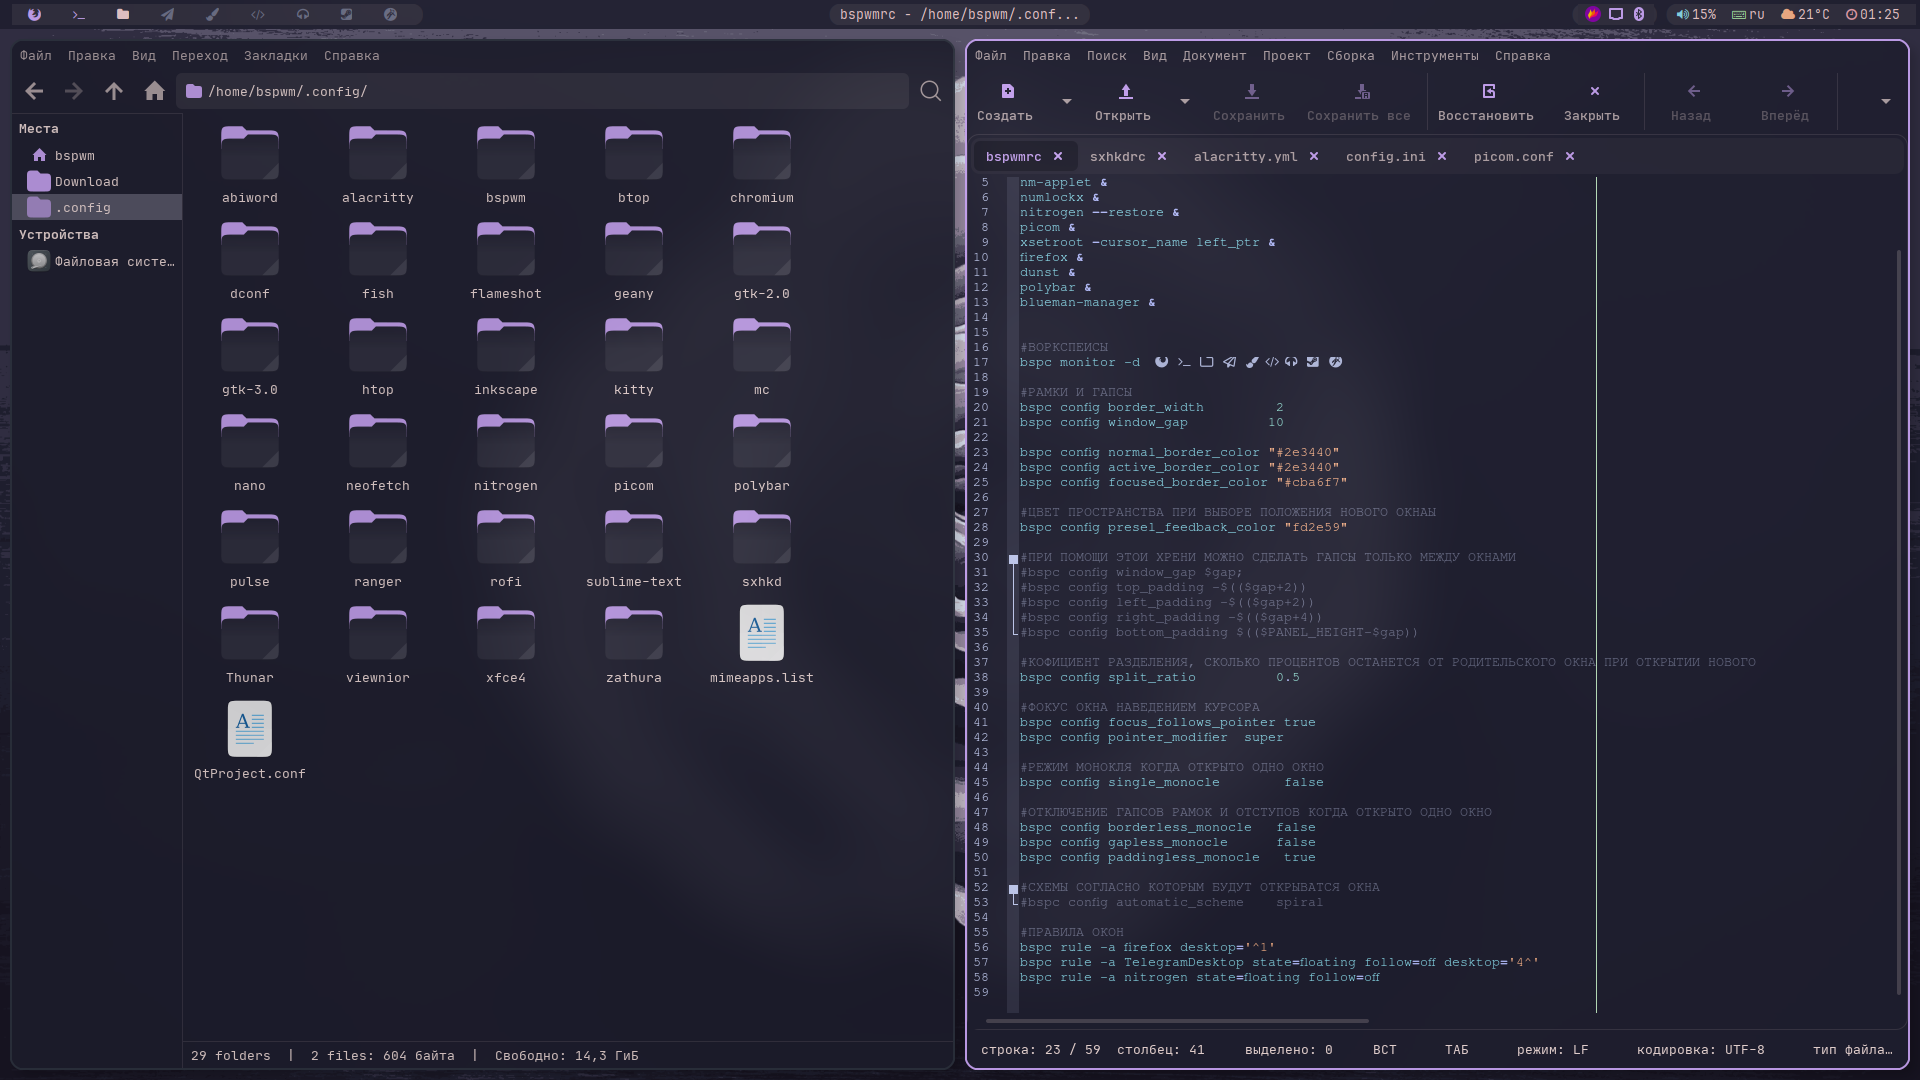 bspwmrc - /home/bspwm/.conf...
15%
ru
21°C
01:25
Файл Правка Вид Переход Закладки Справка
/home/bspwm/.config/
Места
bspwm
Download
.config
Устройства
Файловая систе…
abiword alacritty bspwm btop chromium
dconf fish flameshot geany gtk-2.0
gtk-3.0 htop inkscape kitty mc
nano neofetch nitrogen picom polybar
pulse ranger rofi sublime-text sxhkd
Thunar viewnior xfce4 zathura mimeapps.list
QtProject.conf
29 folders | 2 files: 604 байта | Свободно: 14,3 ГиБ
Файл Правка Поиск Вид Документ Проект Сборка Инструменты Справка
Создать Открыть Сохранить Сохранить все Восстановить Закрыть Назад Вперёд
bspwmrc sxhkdrc alacritty.yml config.ini picom.conf
5 nm-applet &
6 numlockx &
7 nitrogen --restore &
8 picom &
9 xsetroot -cursor_name left_ptr &
10 firefox &
11 dunst &
12 polybar &
13 blueman-manager &
14
15
16 #ВОРКСПЕЙСЫ
17 bspc monitor -d
18
19 #РАМКИ И ГАПСЫ
20 bspc config border_width 2
21 bspc config window_gap 10
22
23 bspc config normal_border_color "#2e3440"
24 bspc config active_border_color "#2e3440"
25 bspc config focused_border_color "#cba6f7"
26
27 #ЦВЕТ ПРОСТРАНСТВА ПРИ ВЫБОРЕ ПОЛОЖЕНИЯ НОВОГО ОКНАЫ
28 bspc config presel_feedback_color "fd2e59"
29
30 #ПРИ ПОМОЩИ ЭТОЙ ХРЕНИ МОЖНО СДЕЛАТЬ ГАПСЫ ТОЛЬКО МЕЖДУ ОКНАМИ
31 #bspc config window_gap $gap;
32 #bspc config top_padding -$(($gap+2))
33 #bspc config left_padding -$(($gap+2))
34 #bspc config right_padding -$(($gap+4))
35 #bspc config bottom_padding $(($PANEL_HEIGHT-$gap))
36
37 #КОФИЦИЕНТ РАЗДЕЛЕНИЯ, СКОЛЬКО ПРОЦЕНТОВ ОСТАНЕТСЯ ОТ РОДИТЕЛЬСКОГО ОКНА ПРИ ОТКРЫТИИ НОВОГО
38 bspc config split_ratio 0.5
39
40 #ФОКУС ОКНА НАВЕДЕНИЕМ КУРСОРА
41 bspc config focus_follows_pointer true
42 bspc config pointer_modifier super
43
44 #РЕЖИМ МОНОКЛЯ КОГДА ОТКРЫТО ОДНО ОКНО
45 bspc config single_monocle false
46
47 #ОТКЛЮЧЕНИЕ ГАПСОВ РАМОК И ОТСТУПОВ КОГДА ОТКРЫТО ОДНО ОКНО
48 bspc config borderless_monocle false
49 bspc config gapless_monocle false
50 bspc config paddingless_monocle true
51
52 #СХЕМЫ СОГЛАСНО КОТОРЫМ БУДУТ ОТКРЫВАТСЯ ОКНА
53 #bspc config automatic_scheme spiral
54
55 #ПРАВИЛА ОКОН
56 bspc rule -a firefox desktop='^1'
57 bspc rule -a TelegramDesktop state=floating follow=off desktop='4^'
58 bspc rule -a nitrogen state=floating follow=off
59
строка: 23 / 59 столбец: 41 выделено: 0 ВСТ ТАБ режим: LF кодировка: UTF-8 тип файла…